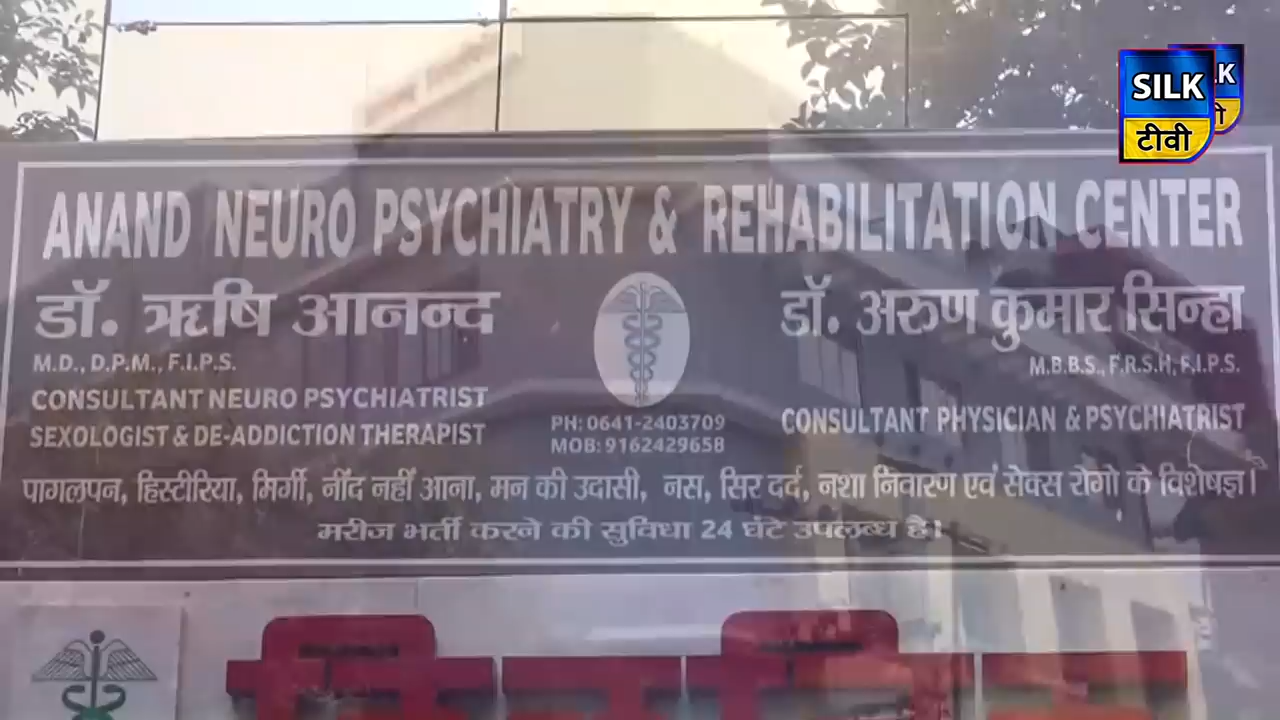 SILK
टीवी
ANAND NEURO PSYCHIATRY & REHABILITATION CENTER
डॉ. ऋषि आनन्द
M.D., D.P.M., F.I.P.S.
CONSULTANT NEURO PSYCHIATRIST
SEXOLOGIST & DE-ADDICTION THERAPIST
PH: 0641-2403709
MOB: 9162429658
डॉ. अरुण कुमार सिन्हा
M.B.B.S., F.R.S.H, F.I.P.S.
CONSULTANT PHYSICIAN & PSYCHIATRIST
पागलपन, हिस्टीरिया, मिर्गी, नींद नहीं आना, मन की उदासी, नस, सिर दर्द, नशा निवारण एवं सेक्स रोगो के विशेषज्ञ।
मरीज भर्ती करने की सुविधा 24 घंटे उपलब्ध है।